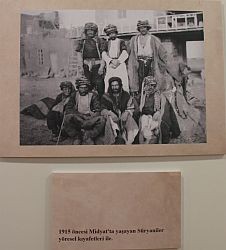 1915 öncesi Midyat'ta yaşayan Süryaniler
yöresel kıyafetleri ile.